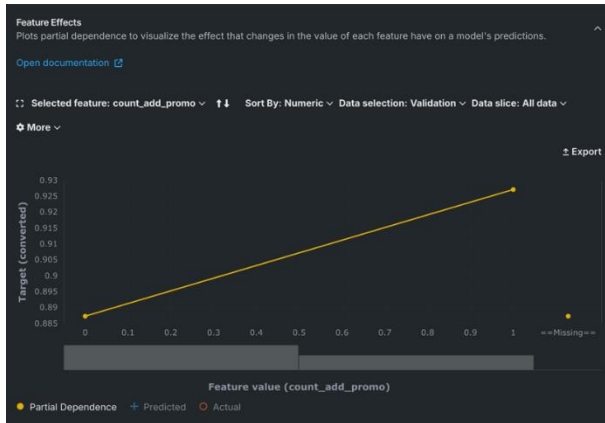 Feature Effects
Plots partial dependence to visualize the effect that changes in the value of each feature have on a model's predictions.
Open documentation
Selected feature: count_add_promo Sort By: Numeric Data selection: Validation Data slice: All data
More
Export
0.93
0.925
0.92
0.915
0.91
0.905
0.9
0.895
0.89
0.885
Target (converted)
0 0.1 0.2 0.3 0.4 0.5 0.6 0.7 0.8 0.9 1 ==Missing==
Feature value (count_add_promo)
Partial Dependence Predicted Actual